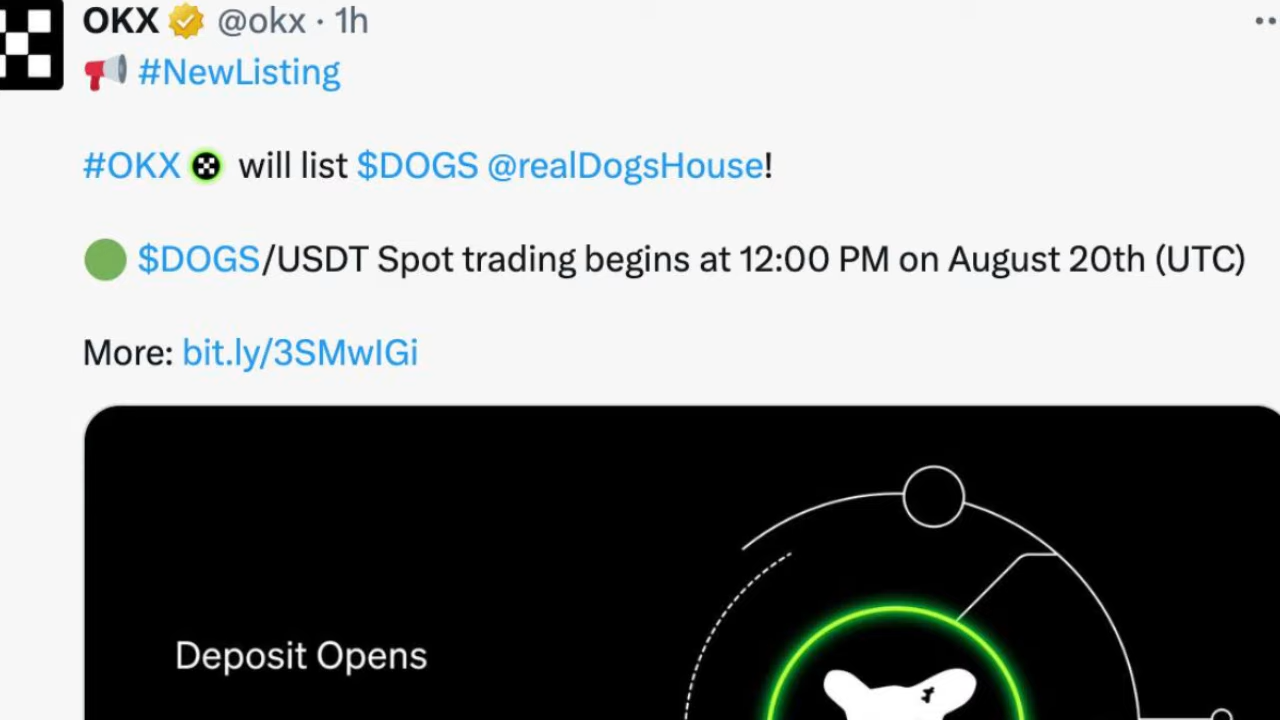 OKX @okx · 1h
#NewListing
#OKX will list $DOGS @realDogsHouse!
$DOGS/USDT Spot trading begins at 12:00 PM on August 20th (UTC)
More: bit.ly/3SMwIGi
Deposit Opens